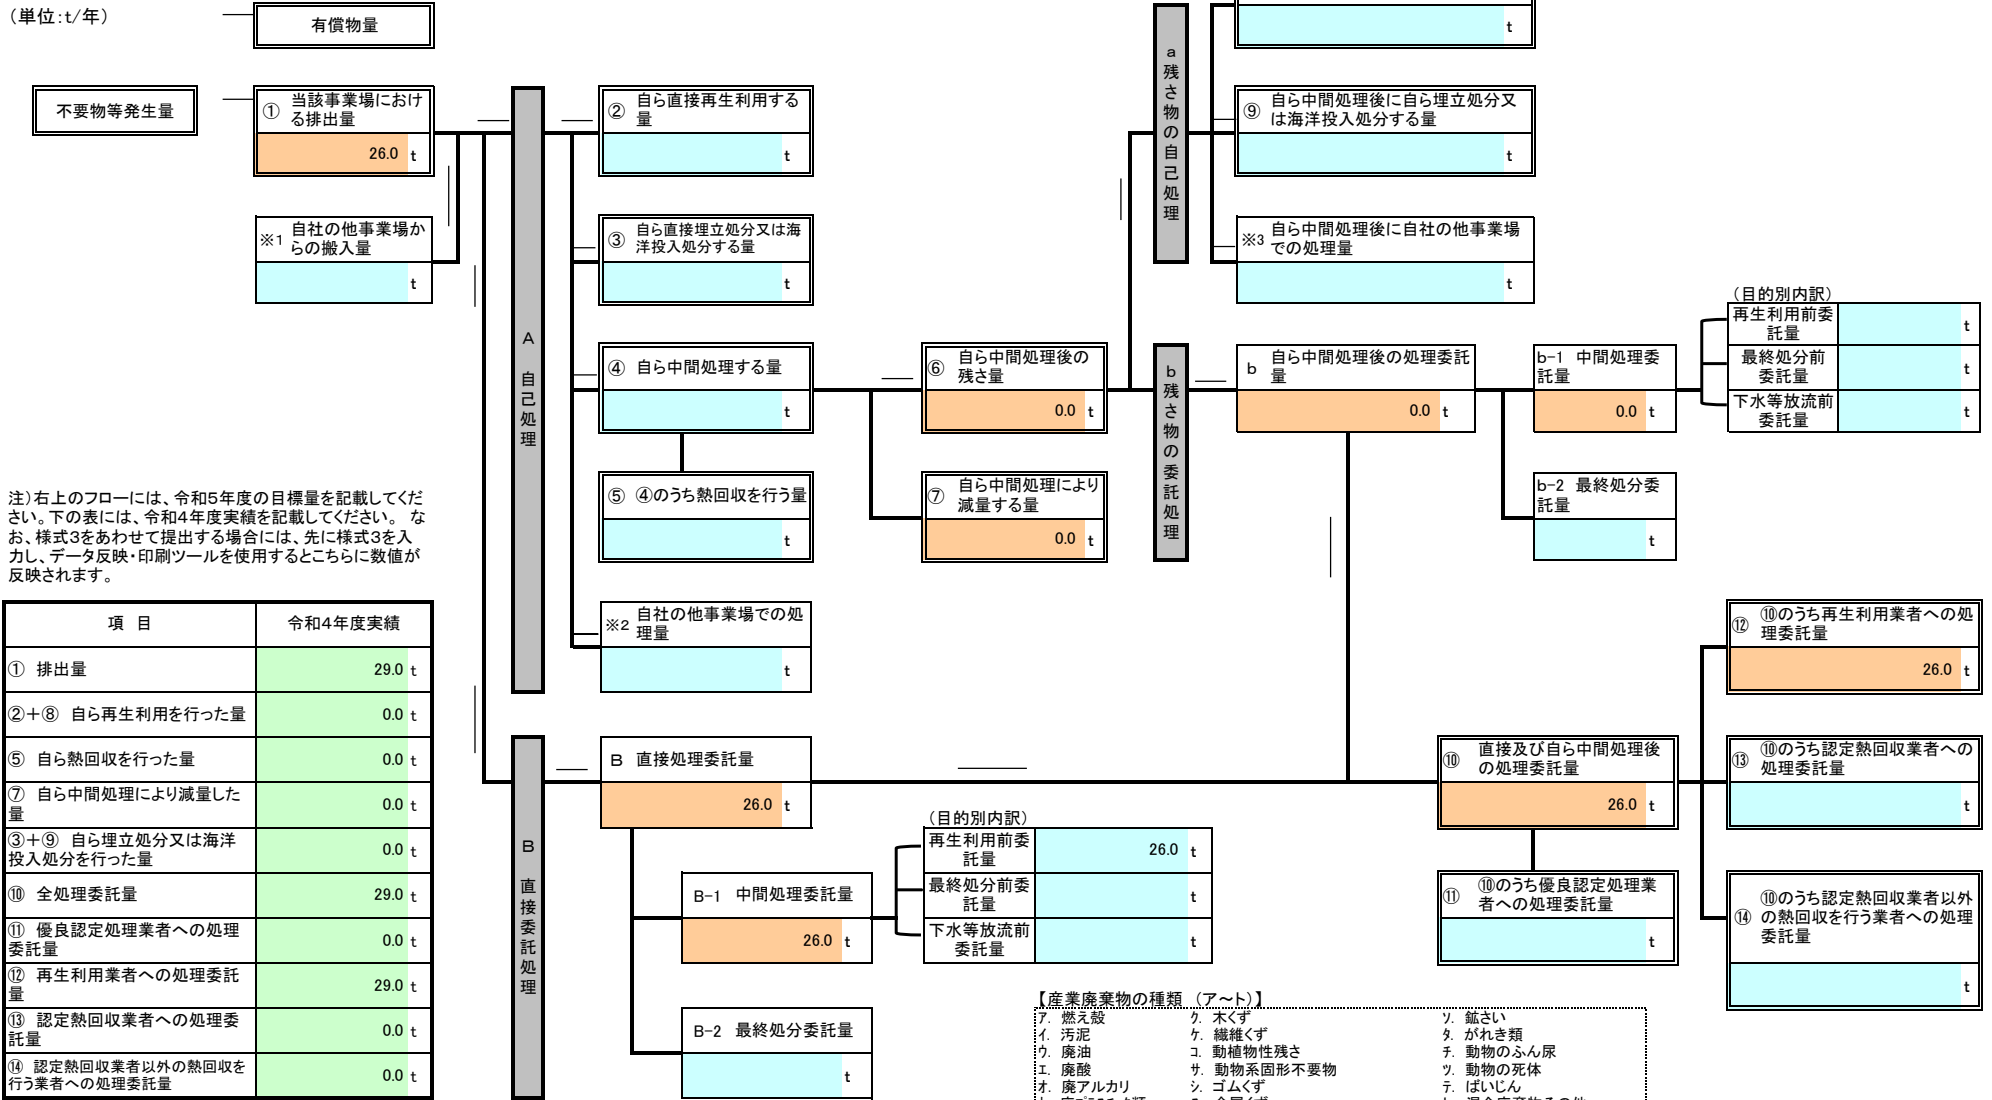 (単位:t/年)
有償物量
不要物等発生量
① 当該事業場におけ
る排出量
26.0 t
※1 自社の他事業場か
らの搬入量
t
A 自己処理
② 自ら直接再生利用する
量
t
③ 自ら直接埋立処分又は海
洋投入処分する量
t
④ 自ら中間処理する量
t
⑤ ④のうち熱回収を行う量
t
※2 自社の他事業場での処
理量
t
⑥ 自ら中間処理後の
残さ量
0.0 t
⑦ 自ら中間処理により
減量する量
0.0 t
a 残さ物の自己処理
t
⑨ 自ら中間処理後に自ら埋立処分又
は海洋投入処分する量
t
※3 自ら中間処理後に自社の他事業場
での処理量
t
b 残さ物の委託処理
b 自ら中間処理後の処理委託
量
0.0 t
b-1 中間処理委
託量
0.0 t
b-2 最終処分委
託量
t
(目的別内訳)
再生利用前委
託量
t
最終処分前
委託量
t
下水等放流前
委託量
t
注)右上のフローには、令和5年度の目標量を記載してくだ
さい。下の表には、令和4年度実績を記載してください。 な
お、様式3をあわせて提出する場合には、先に様式3を入
力し、データ反映・印刷ツールを使用するとこちらに数値が
反映されます。
項 目 令和4年度実績
① 排出量 29.0 t
②+⑧ 自ら再生利用を行った量 0.0 t
⑤ 自ら熱回収を行った量 0.0 t
⑦ 自ら中間処理により減量した
量 0.0 t
③+⑨ 自ら埋立処分又は海洋
投入処分を行った量 0.0 t
⑩ 全処理委託量 29.0 t
⑪ 優良認定処理業者への処理
委託量 0.0 t
⑫ 再生利用業者への処理委託
量 29.0 t
⑬ 認定熱回収業者への処理委
託量 0.0 t
⑭ 認定熱回収業者以外の熱回収を
行う業者への処理委託量 0.0 t
B 直接委託処理
B 直接処理委託量
26.0 t
B-1 中間処理委託量
26.0 t
B-2 最終処分委託量
t
(目的別内訳)
再生利用前委
託量
26.0 t
最終処分前委
託量
t
下水等放流前
委託量
t
⑩ 直接及び自ら中間処理後
の処理委託量
26.0 t
⑪ ⑩のうち優良認定処理業
者への処理委託量
t
⑫ ⑩のうち再生利用業者への処
理委託量
26.0 t
⑬ ⑩のうち認定熱回収業者への
処理委託量
t
⑭ ⑩のうち認定熱回収業者以外
の熱回収を行う業者への処理
委託量
t
【産業廃棄物の種類 (ア～ト)】
ア. 燃え殻 ク. 木くず ソ. 鉱さい
イ. 汚泥 ケ. 繊維くず タ. がれき類
ウ. 廃油 コ. 動植物性残さ チ. 動物のふん尿
エ. 廃酸 サ. 動物系固形不要物 ツ. 動物の死体
オ. 廃アルカリ シ. ゴムくず テ. ばいじん